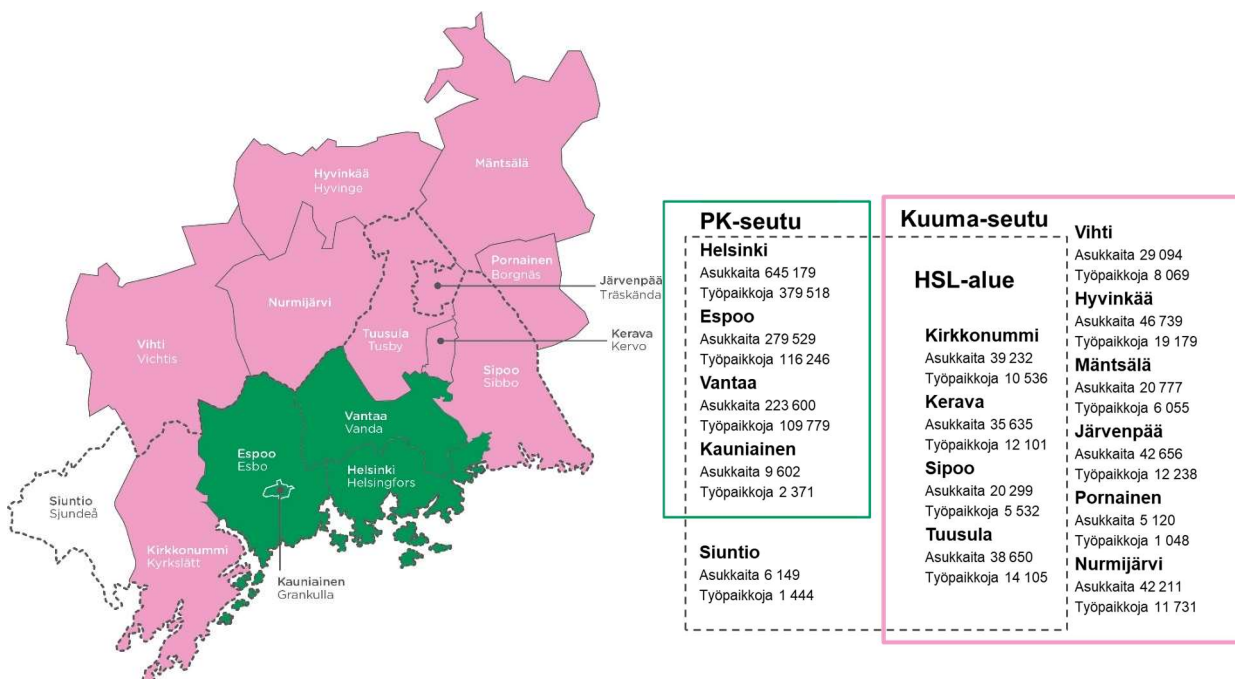 Mäntsälä
Hyvinkää
Hyvinge
Pornainen
Borgnäs
Järvenpää
Träskända
Nurmijärvi
Tuusula
Tusby
Kerava
Kervo
Vihti
Vichtis
Sipoo
Sibbo
Vantaa
Vanda
Espoo
Esbo
Helsinki
Helsingfors
Siuntio
Sjundeå
Kirkkonummi
Kyrkslätt
Kauniainen
Grankulla
PK-seutu
Helsinki
Asukkaita 645 179
Työpaikkoja 379 518
Espoo
Asukkaita 279 529
Työpaikkoja 116 246
Vantaa
Asukkaita 223 600
Työpaikkoja 109 779
Kauniainen
Asukkaita 9 602
Työpaikkoja 2 371
Siuntio
Asukkaita 6 149
Työpaikkoja 1 444
Kuuma-seutu
HSL-alue
Kirkkonummi
Asukkaita 39 232
Työpaikkoja 10 536
Kerava
Asukkaita 35 635
Työpaikkoja 12 101
Sipoo
Asukkaita 20 299
Työpaikkoja 5 532
Tuusula
Asukkaita 38 650
Työpaikkoja 14 105
Vihti
Asukkaita 29 094
Työpaikkoja 8 069
Hyvinkää
Asukkaita 46 739
Työpaikkoja 19 179
Mäntsälä
Asukkaita 20 777
Työpaikkoja 6 055
Järvenpää
Asukkaita 42 656
Työpaikkoja 12 238
Pornainen
Asukkaita 5 120
Työpaikkoja 1 048
Nurmijärvi
Asukkaita 42 211
Työpaikkoja 11 731